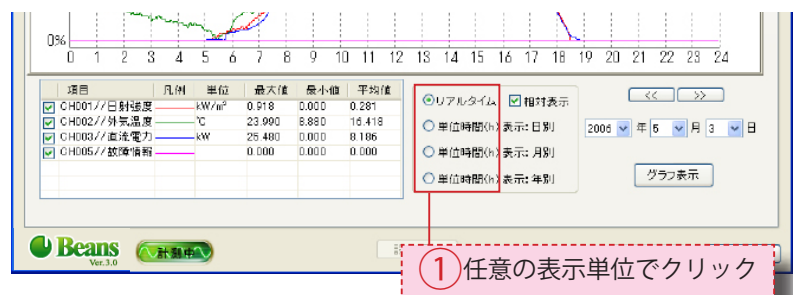 0%
0 1 2 3 4 5 6 7 8 9 10 11 12 13 14 15 16 17 18 19 20 21 22 23 24
項目 凡例 単位 最大値 最小値 平均値
CH001//日射強度 kW/m² 0.918 0.000 0.281
CH002//外気温度 ℃ 23.990 8.880 16.418
CH003//直流電力 kW 25.480 0.000 8.186
CH005//故障情報 0.000 0.000 0.000
リアルタイム 相対表示
単位時間(h)表示:日別
単位時間(h)表示:月別
単位時間(h)表示:年別
<< >>
2006 年 5 月 3 日
グラフ表示
Beans
Ver.3.0
計測中
①任意の表示単位でクリック